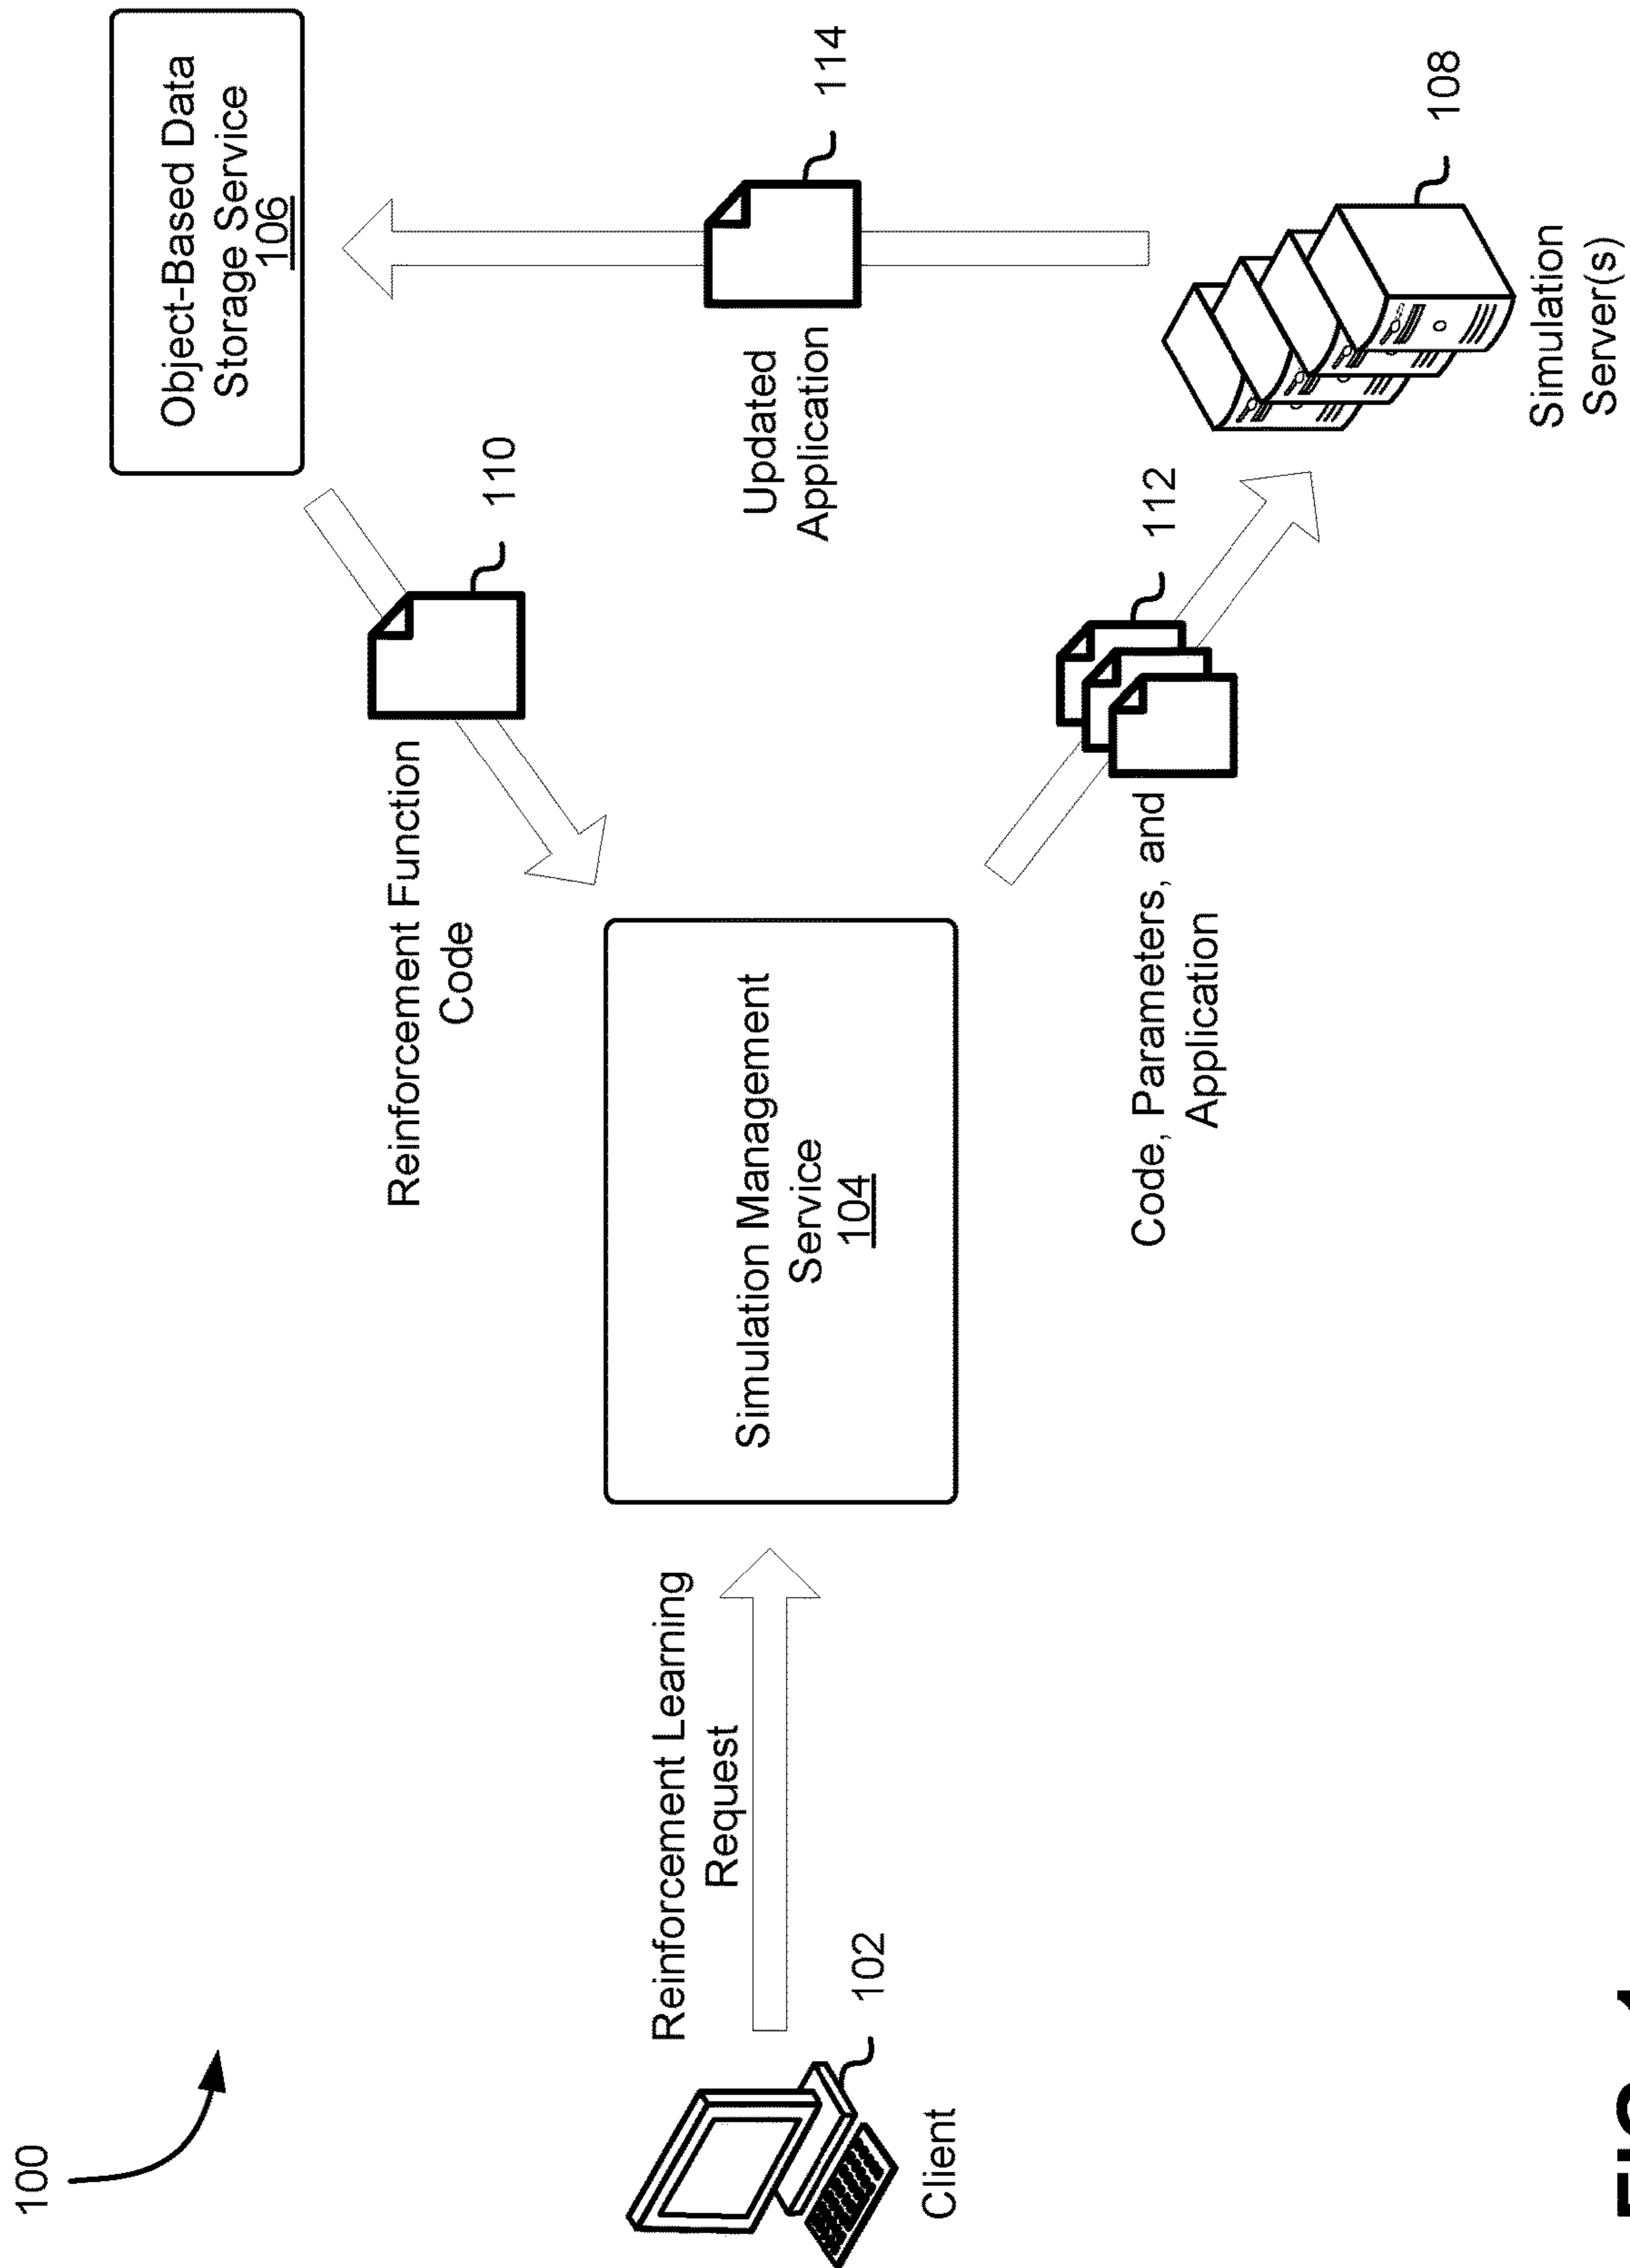 100
Object-Based Data
Storage Service
106
Reinforcement Function
Code
110
Reinforcement Learning
Request
Simulation Management
Service
104
Updated
Application
114
102
Client
Code, Parameters, and
Application
112
108
Simulation
Server(s)